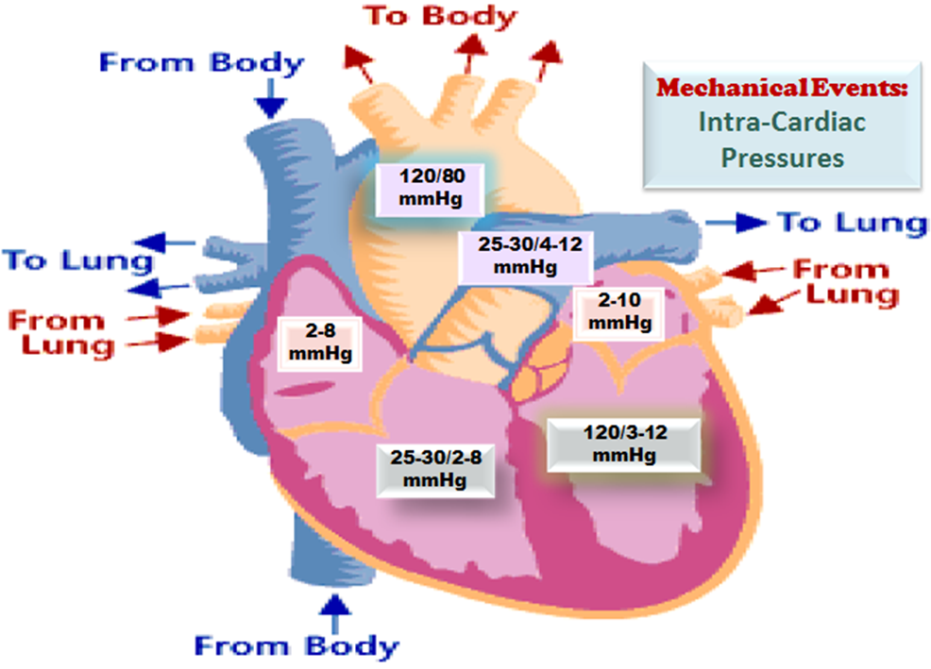 To Body
From Body
Mechanical Events:
Intra-Cardiac
Pressures
120/80
mmHg
To Lung
25-30/4-12
mmHg
To Lung
From
Lung
2-10
mmHg
From
Lung
2-8
mmHg
120/3-12
mmHg
25-30/2-8
mmHg
From Body